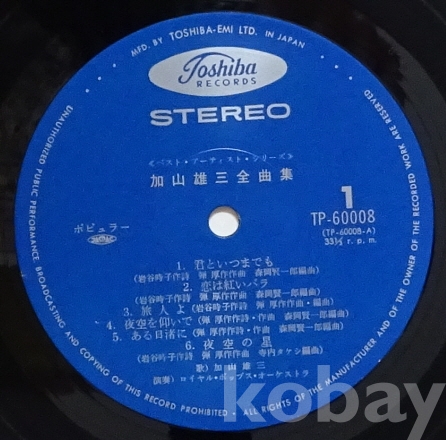 MFD. BY TOSHIBA-EMI LTD. IN JAPAN
Toshiba
RECORDS
STEREO
≪ベスト・アーティスト・シリーズ≫
加山雄三全曲集
1
TP-60008
(TP-60008-A)
33⅓ r. p. m.
ポピュラー
1. 君といつまでも
(岩谷時子作詩 弾 厚作作曲 森岡賢一郎編曲)
2. 恋は紅いバラ
(岩谷時子作詩 弾 厚作作曲 森岡賢一郎編曲)
3. 旅人よ(岩谷時子作詩 弾 厚作作曲・編曲)
4. 夜空を仰いで(弾 厚作作詩・作曲 森岡賢一郎編曲)
5. ある日渚に(弾 厚作作詩・作曲 森岡賢一郎編曲)
6. 夜空の星
(岩谷時子作詩 弾 厚作作曲 寺内タケシ編曲)
歌) 加山雄三
演奏) ロイヤル・ポップス・オーケストラ
UNAUTHORIZED PUBLIC PERFORMANCE BROADCASTING AND COPYING OF THIS RECORD PROHIBITED · ALL RIGHTS OF THE MANUFACTURER AND OF THE OWNER OF THE RECORDED WORK ARE RESERVED
kobay